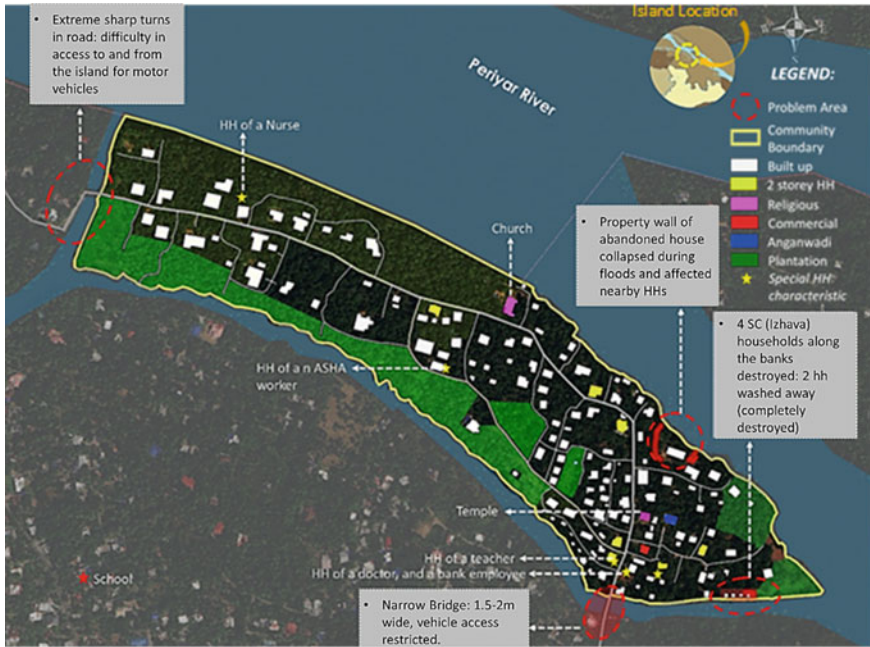 • Extreme sharp turns
in road: difficulty in
access to and from
the island for motor
vehicles
Island Location
Periyar River
LEGEND:
Problem Area
Community
Boundary
Built up
2 storey HH
Religious
Commercial
Anganwadi
Plantation
Special HH
characteristic
HH of a Nurse
Church
• Property wall of
abandoned house
collapsed during
floods and affected
nearby HHs
• 4 SC (Izhava)
households along
the banks
destroyed: 2 hh
washed away
(completely
destroyed)
HH of a n ASHA
worker
Temple
HH of a teacher
HH of a doctor, and a bank employee
School
• Narrow Bridge: 1.5-2m
wide, vehicle access
restricted.